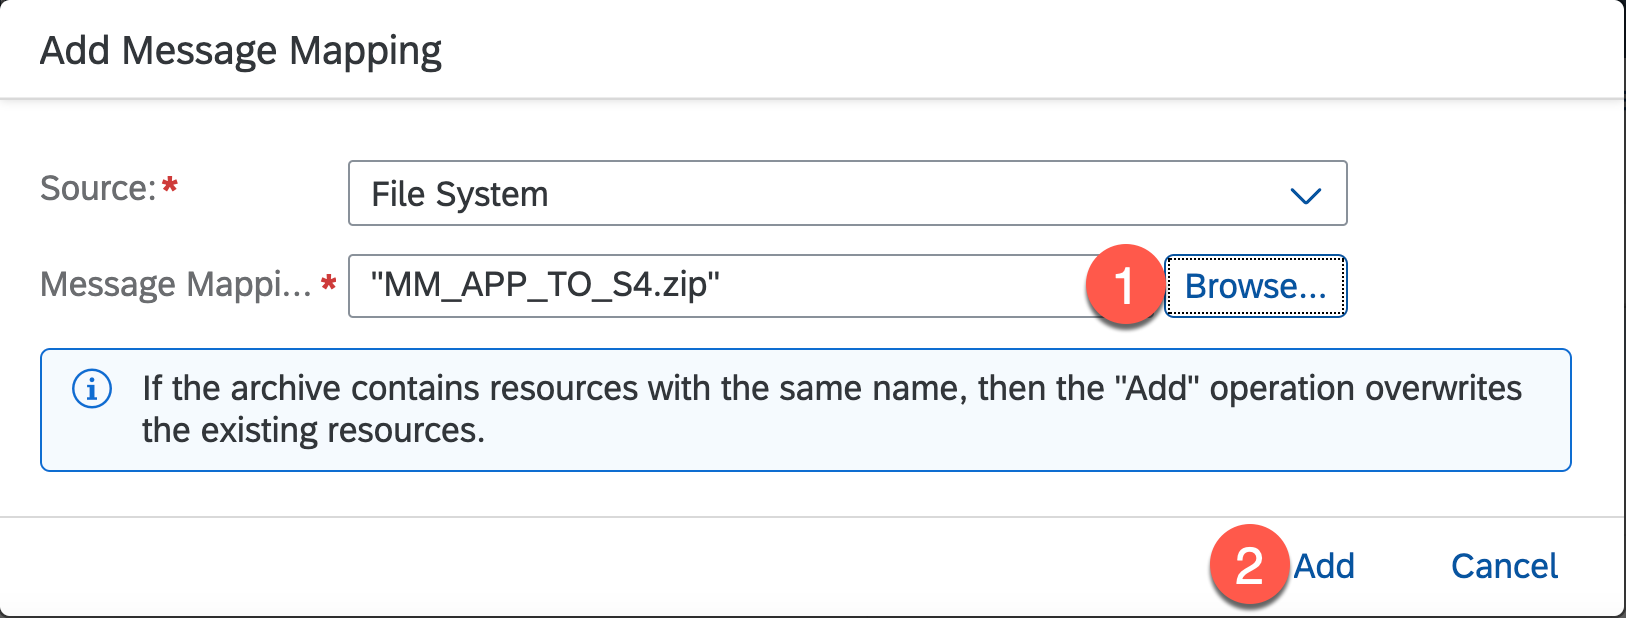 Add Message Mapping
Source:*
File System
Message Mappi... *
"MM_APP_TO_S4.zip"
1
Browse...
If the archive contains resources with the same name, then the "Add" operation overwrites
the existing resources.
2
Add
Cancel